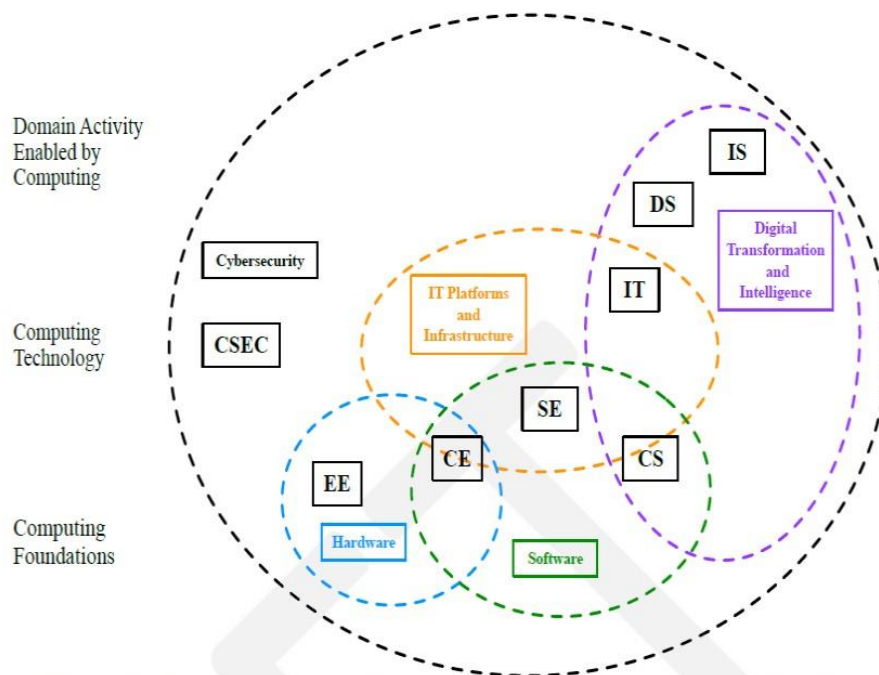 Domain Activity
Enabled by
Computing
IS
DS
Digital
Transformation
and
Intelligence
Cybersecurity
IT Platforms
and
Infrastructure
IT
Computing
Technology
CSEC
SE
CE
CS
EE
Computing
Foundations
Hardware
Software